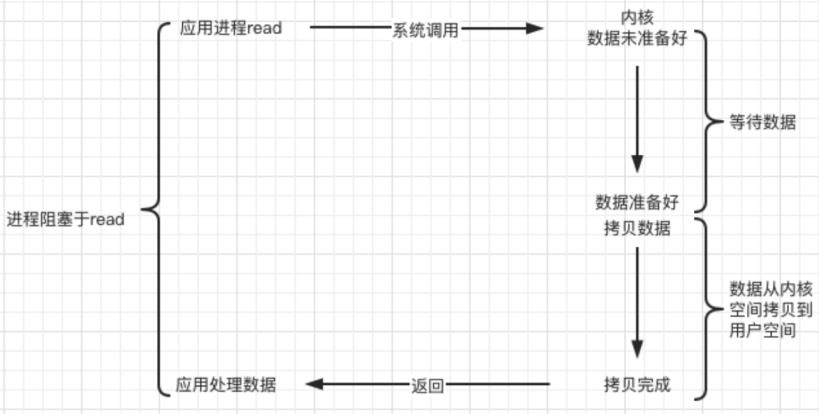 应用进程read
系统调用
内核
数据未准备好
等待数据
数据准备好
进程阻塞于read
拷贝数据
数据从内核
空间拷贝到
用户空间
应用处理数据
返回
拷贝完成